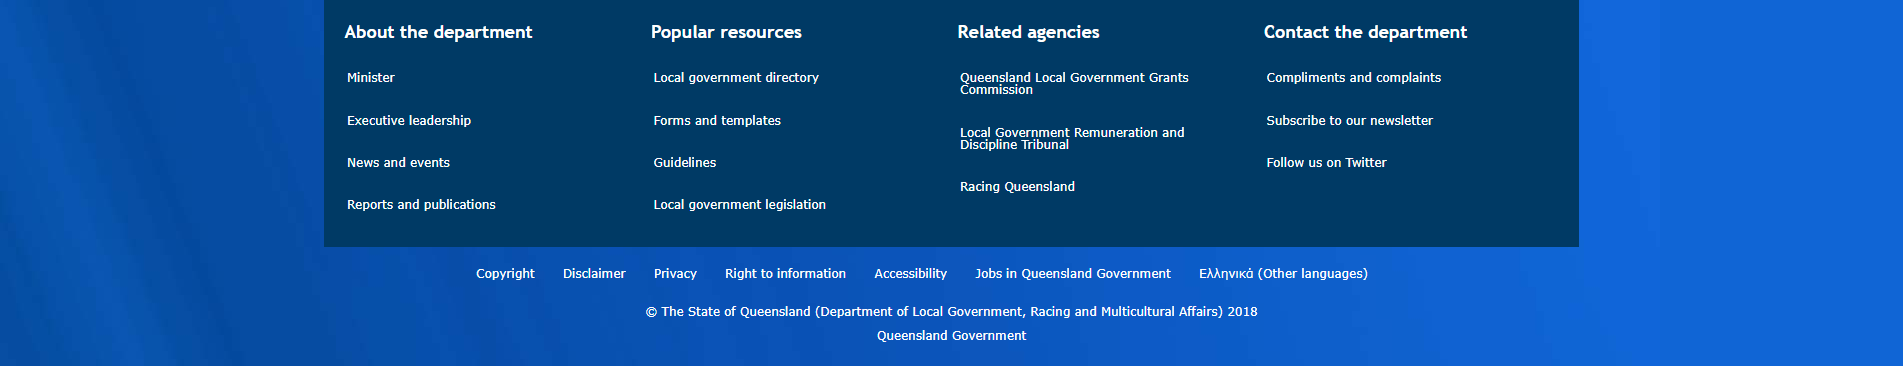 About the department
Minister
Executive leadership
News and events
Reports and publications
Popular resources
Local government directory
Forms and templates
Guidelines
Local government legislation
Related agencies
Queensland Local Government Grants
Commission
Local Government Remuneration and
Discipline Tribunal
Racing Queensland
Contact the department
Compliments and complaints
Subscribe to our newsletter
Follow us on Twitter
Copyright Disclaimer Privacy Right to information Accessibility Jobs in Queensland Government Ελληνικά (Other languages)
© The State of Queensland (Department of Local Government, Racing and Multicultural Affairs) 2018
Queensland Government